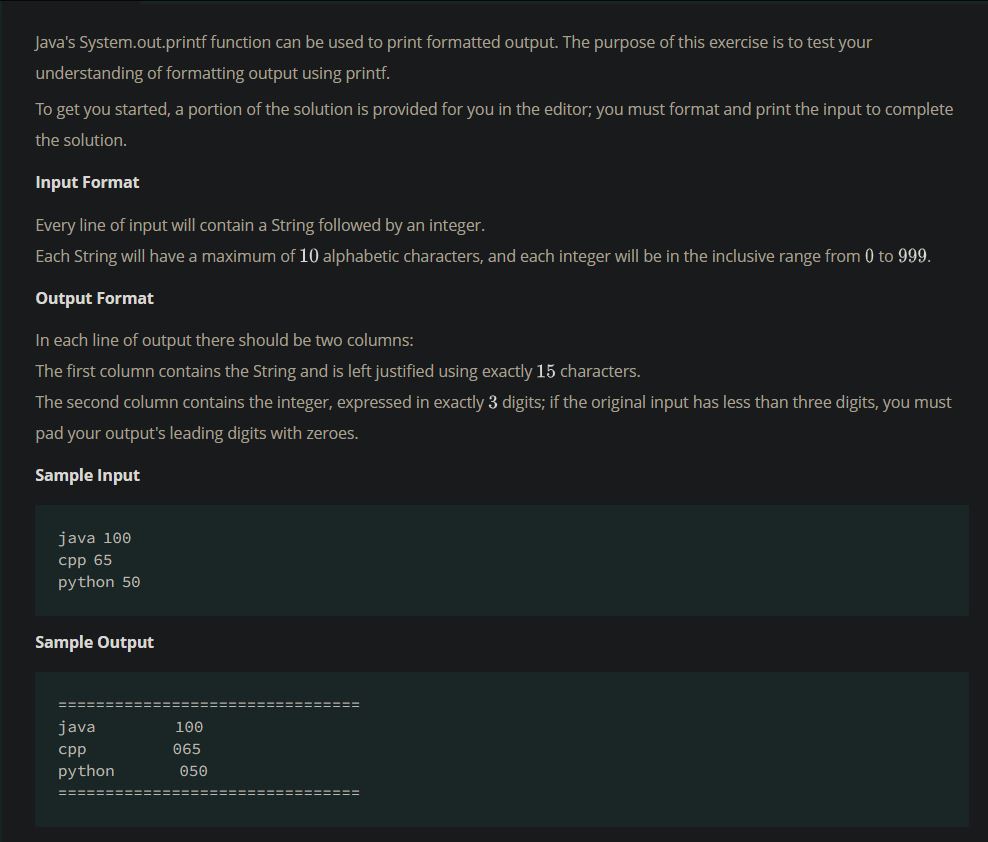 Java's System.out.printf function can be used to print formatted output. The purpose of this exercise is to test your
understanding of formatting output using printf.
To get you started, a portion of the solution is provided for you in the editor; you must format and print the input to complete
the solution.
Input Format
Every line of input will contain a String followed by an integer.
Each String will have a maximum of 10 alphabetic characters, and each integer will be in the inclusive range from 0 to 999.
Output Format
In each line of output there should be two columns:
The first column contains the String and is left justified using exactly 15 characters.
The second column contains the integer, expressed in exactly 3 digits; if the original input has less than three digits, you must
pad your output's leading digits with zeroes.
Sample Input
java 100
cpp 65
python 50
Sample Output
================================
java           100
cpp            065
python         050
================================